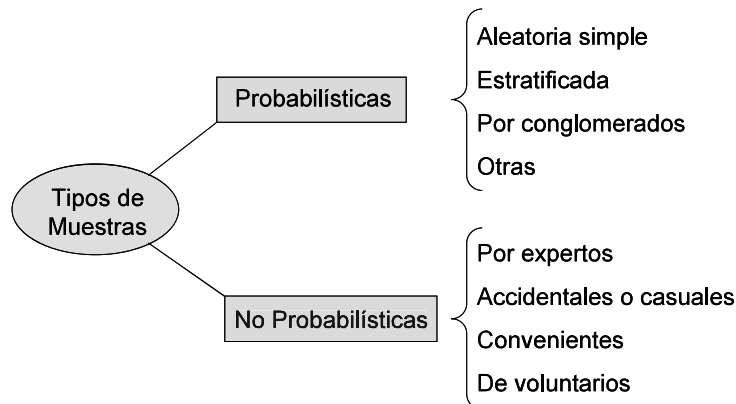 Tipos de
Muestras
Probabilísticas
Aleatoria simple
Estratificada
Por conglomerados
Otras
No Probabilísticas
Por expertos
Accidentales o casuales
Convenientes
De voluntarios